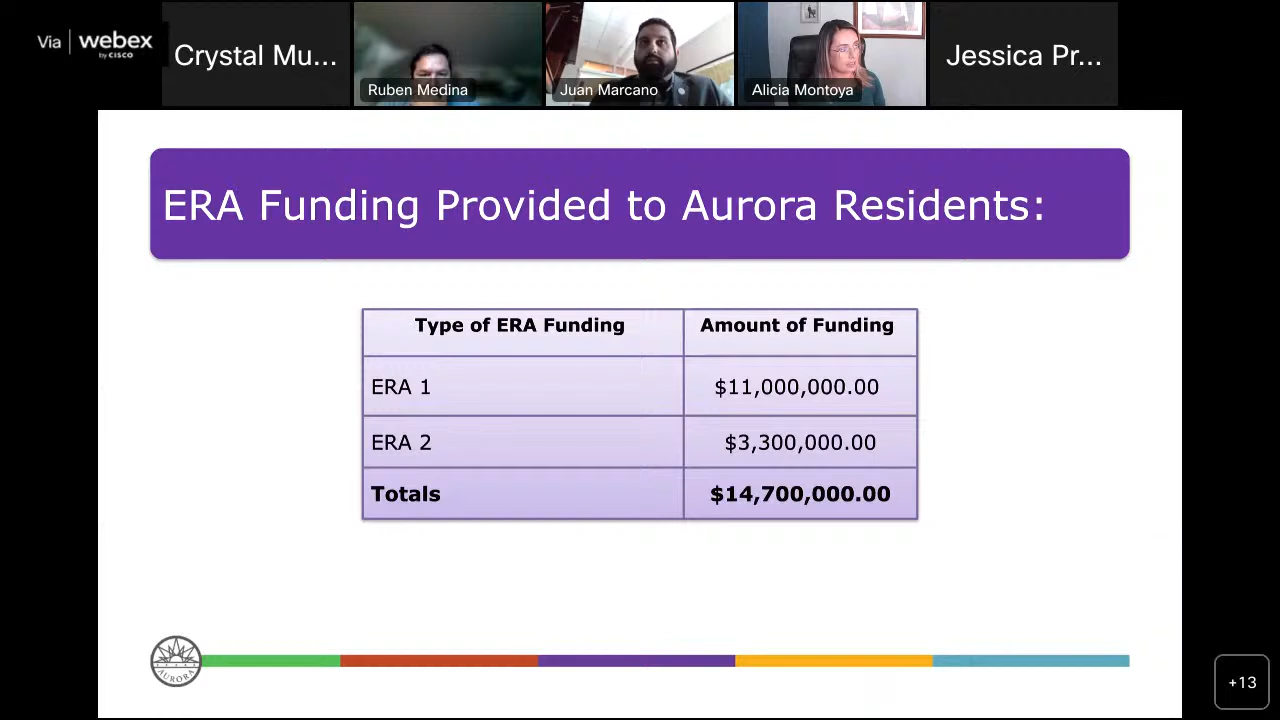 Via webex
by CISCO
Crystal Mu...
Ruben Medina
Juan Marcano
Alicia Montoya
Jessica Pr...
ERA Funding Provided to Aurora Residents:
Type of ERA Funding
Amount of Funding
ERA 1
$11,000,000.00
ERA 2
$3,300,000.00
Totals
$14,700,000.00
AURORA
+13